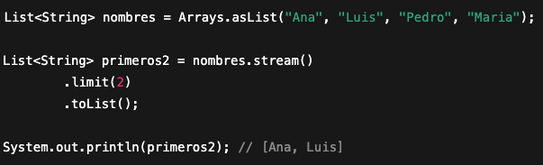 List<String> nombres = Arrays.asList("Ana", "Luis", "Pedro", "Maria");
List<String> primeros2 = nombres.stream()
.limit(2)
.toList();
System.out.println(primeros2); // [Ana, Luis]